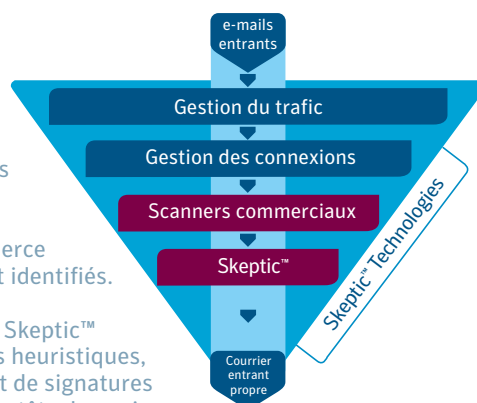 e-mails
entrants
Gestion du trafic
Gestion des connexions
Scanners commerciaux
Skeptic™
Courrier
entrant
propre
Skeptic™ Technologies
s
erce
t identifiés.
Skeptic™
s heuristiques,
t de signatures